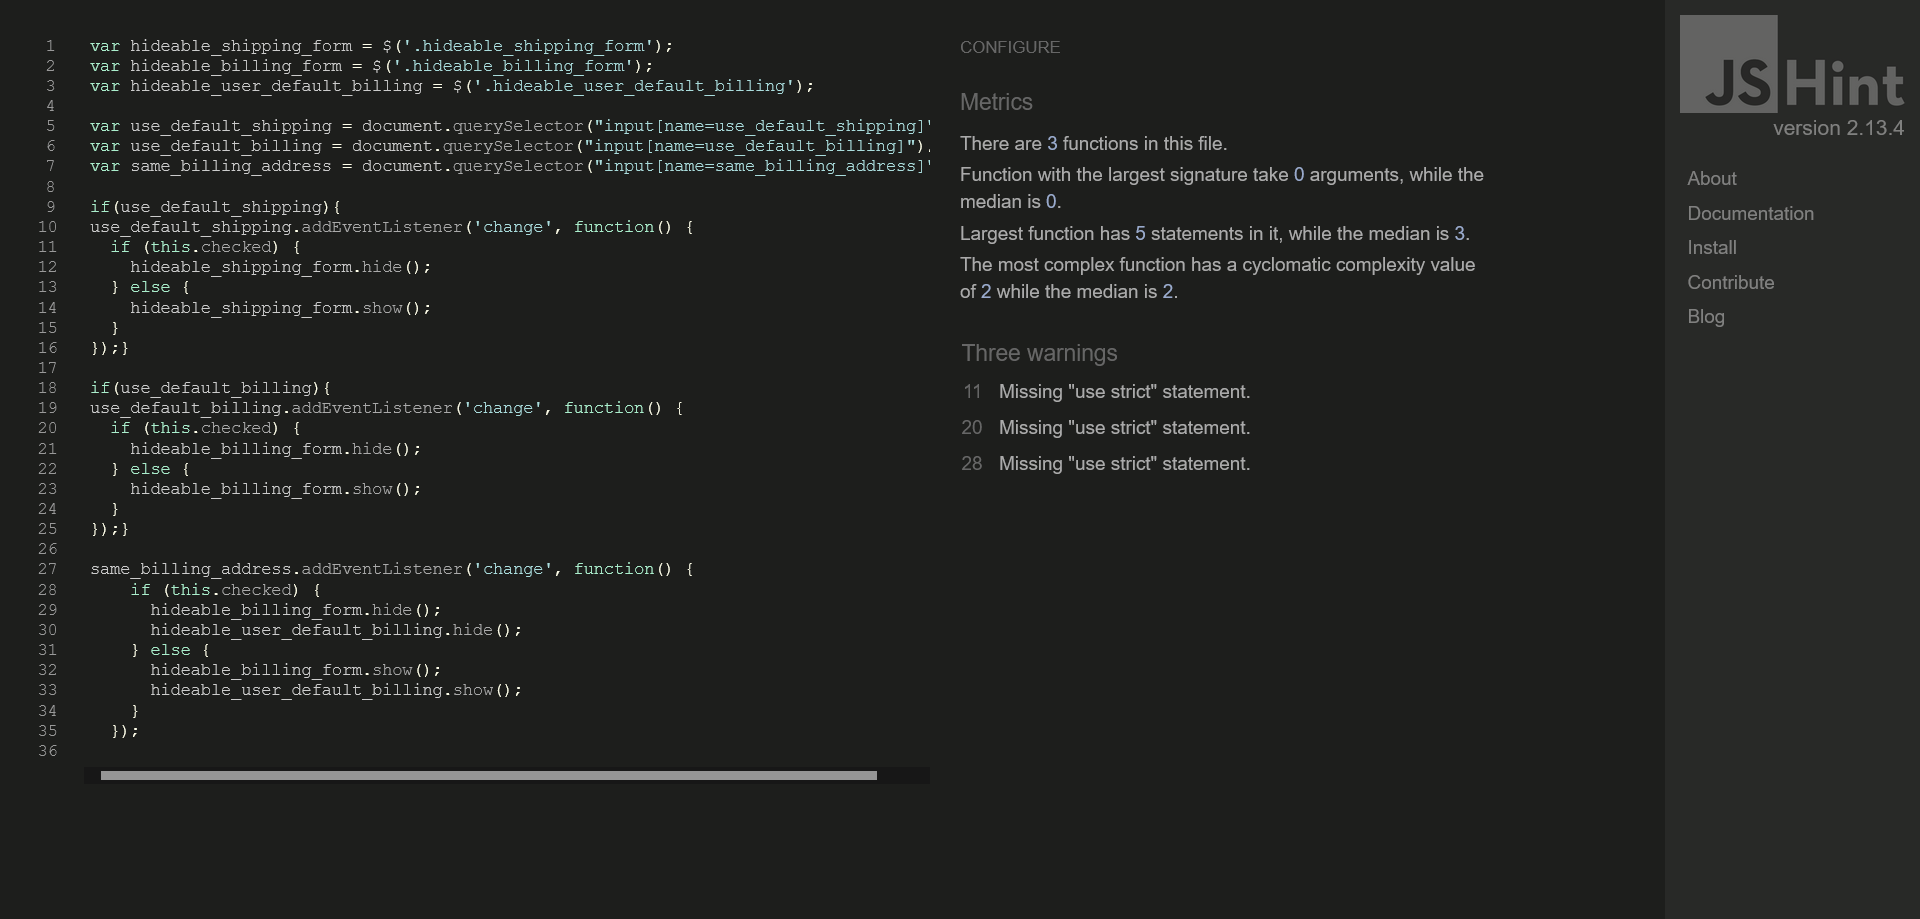 1 var hideable_shipping_form = $('.hideable_shipping_form');
2 var hideable_billing_form = $('.hideable_billing_form');
3 var hideable_user_default_billing = $('.hideable_user_default_billing');
4
5 var use_default_shipping = document.querySelector("input[name=use_default_shipping]"
6 var use_default_billing = document.querySelector("input[name=use_default_billing]").
7 var same_billing_address = document.querySelector("input[name=same_billing_address]"
8
9 if(use_default_shipping){
10 use_default_shipping.addEventListener('change', function() {
11   if (this.checked) {
12     hideable_shipping_form.hide();
13   } else {
14     hideable_shipping_form.show();
15   }
16 });}
17
18 if(use_default_billing){
19 use_default_billing.addEventListener('change', function() {
20   if (this.checked) {
21     hideable_billing_form.hide();
22   } else {
23     hideable_billing_form.show();
24   }
25 });}
26
27 same_billing_address.addEventListener('change', function() {
28     if (this.checked) {
29       hideable_billing_form.hide();
30       hideable_user_default_billing.hide();
31     } else {
32       hideable_billing_form.show();
33       hideable_user_default_billing.show();
34     }
35   });
36
CONFIGURE
Metrics
There are 3 functions in this file.
Function with the largest signature take 0 arguments, while the
median is 0.
Largest function has 5 statements in it, while the median is 3.
The most complex function has a cyclomatic complexity value
of 2 while the median is 2.
Three warnings
11 Missing "use strict" statement.
20 Missing "use strict" statement.
28 Missing "use strict" statement.
JSHint
version 2.13.4
About
Documentation
Install
Contribute
Blog